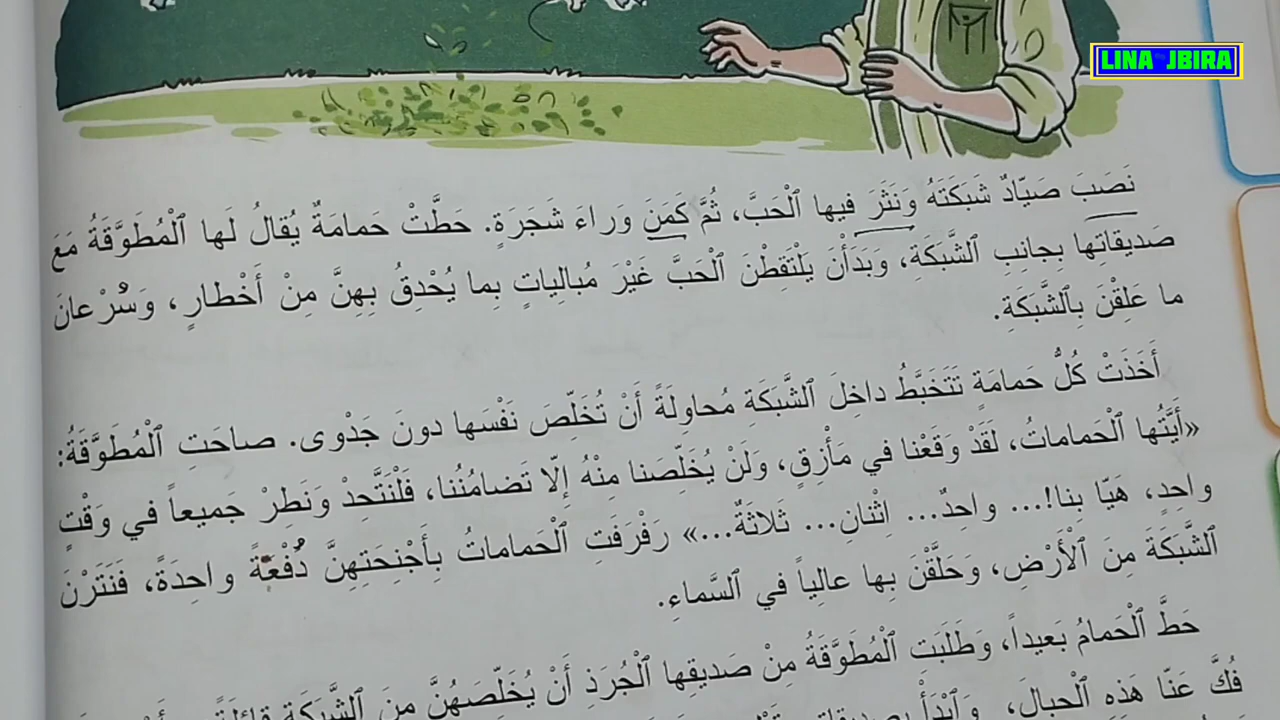 LINA JBIRA
نَصَبَ صَيّادٌ شَبَكَتَهُ وَنَثَرَ فيها ٱلْحَبَّ، ثُمَّ كَمَنَ وَراءَ شَجَرَةٍ. حَطَّتْ حَمامَةٌ يُقالُ لَها ٱلْمُطَوَّقَةُ مَعَ
صَديقاتِها بِجانِبِ ٱلشَّبَكَةِ، وَبَدَأْنَ يَلْتَقِطْنَ ٱلْحَبَّ غَيْرَ مُبالِياتٍ بِما يُحْدِقُ بِهِنَّ مِنْ أَخْطارٍ، وَسُرْعانَ
ما عَلِقْنَ بِٱلشَّبَكَةِ.
أَخَذَتْ كُلُّ حَمامَةٍ تَتَخَبَّطُ داخِلَ ٱلشَّبَكَةِ مُحاوِلَةً أَنْ تُخَلِّصَ نَفْسَها دونَ جَدْوى. صاحَتِ ٱلْمُطَوَّقَةُ:
«أَيَّتُها ٱلْحَماماتُ، لَقَدْ وَقَعْنا في مَأْزِقٍ، وَلَنْ يُخَلِّصَنا مِنْهُ إِلّا تَضامُنُنا، فَلْنَتَّحِدْ وَنَطِرْ جَميعاً في وَقْتٍ
واحِدٍ، هَيّا بِنا!... واحِدٌ... اِثْنانِ... ثَلاثَةٌ...» رَفْرَفَتِ ٱلْحَماماتُ بِأَجْنِحَتِهِنَّ دُفْعَةً واحِدَةً، فَنَتَرْنَ
ٱلشَّبَكَةَ مِنَ ٱلْأَرْضِ، وَحَلَّقْنَ بِها عالِياً في ٱلسَّماءِ.
حَطَّ ٱلْحَمامُ بَعيداً، وَطَلَبَتِ ٱلْمُطَوَّقَةُ مِنْ صَديقِها ٱلْجُرَذِ أَنْ يُخَلِّصَهُنَّ مِنَ ٱلشَّبَكَةِ قائِلَةً
فُكَّ عَنّا هَذِهِ ٱلْحِبالَ، وَٱبْدَأْ بِصَديقاتي